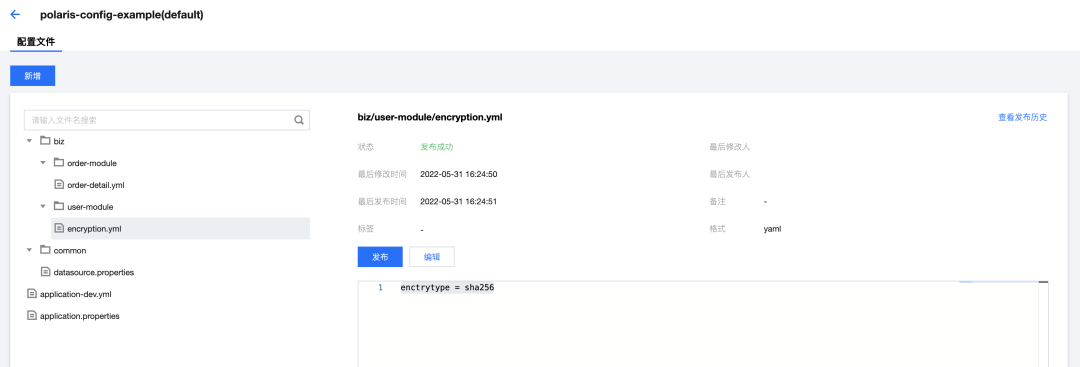 polaris-config-example(default)
配置文件
新增
请输入文件名搜索
biz
order-module
order-detail.yml
user-module
encryption.yml
common
datasource.properties
application-dev.yml
application.properties
biz/user-module/encryption.yml
查看发布历史
状态 发布成功 最后修改人
最后修改时间 2022-05-31 16:24:50 最后发布人
最后发布时间 2022-05-31 16:24:51 备注 -
标签 - 格式 yaml
发布 编辑
1 enctrytype = sha256